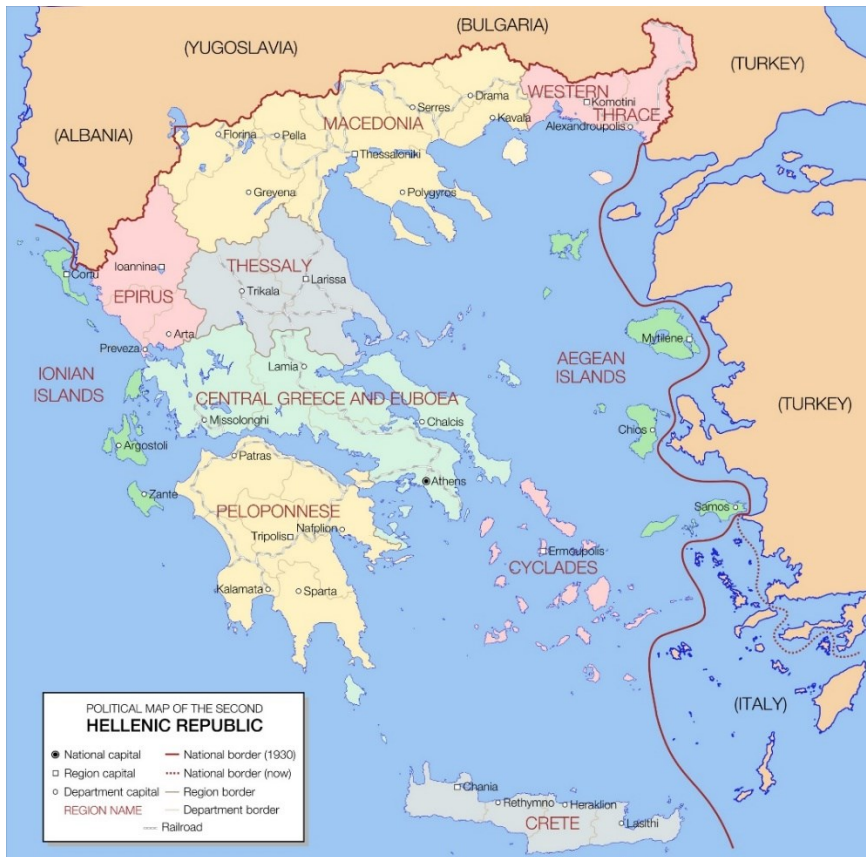 (BULGARIA)
(YUGOSLAVIA)
(TURKEY)
(ALBANIA)
WESTERN
THRACE
Komotini
Alexandroupolis
Drama
Serres
Kavala
MACEDONIA
Florina
Pella
Thessaloniki
Greyena
Polygyros
Corfu
Ioannina
EPIRUS
Arta
Preveza
THESSALY
Larissa
Trikala
IONIAN
ISLANDS
Lamia
CENTRAL GREECE AND EUBOEA
Missolonghi
Chalcis
Athens
AEGEAN
ISLANDS
Mytilene
Chios
Samos
(TURKEY)
Argostoli
Zante
Patras
PELOPONNESE
Tripolis
Nafplion
Kalamata
Sparta
Ermoupolis
CYCLADES
(ITALY)
Chania
Rethymno
Heraklion
Lasithi
CRETE
POLITICAL MAP OF THE SECOND
HELLENIC REPUBLIC
National capital
Region capital
Department capital
REGION NAME
National border (1930)
National border (now)
Region border
Department border
Railroad